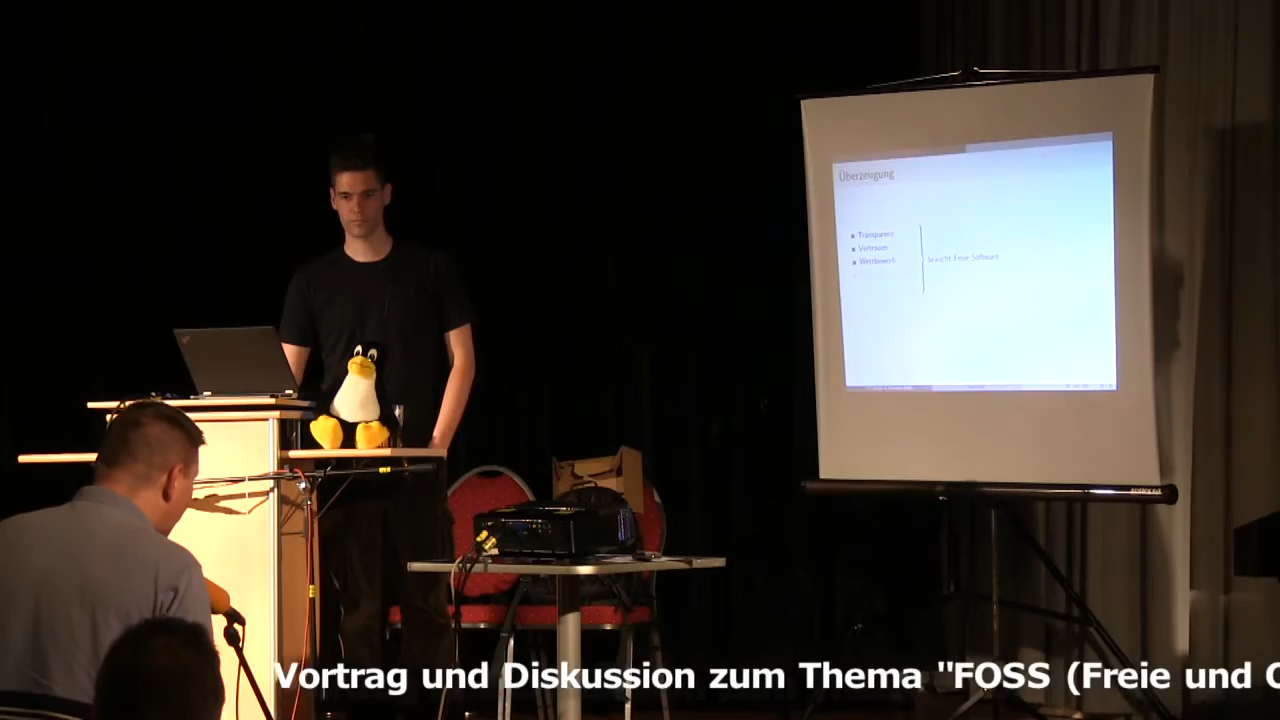 Überzeugung
Transparenz
Vertrauen
Wettbewerb
braucht Freie Software
Vortrag und Diskussion zum Thema "FOSS (Freie und O